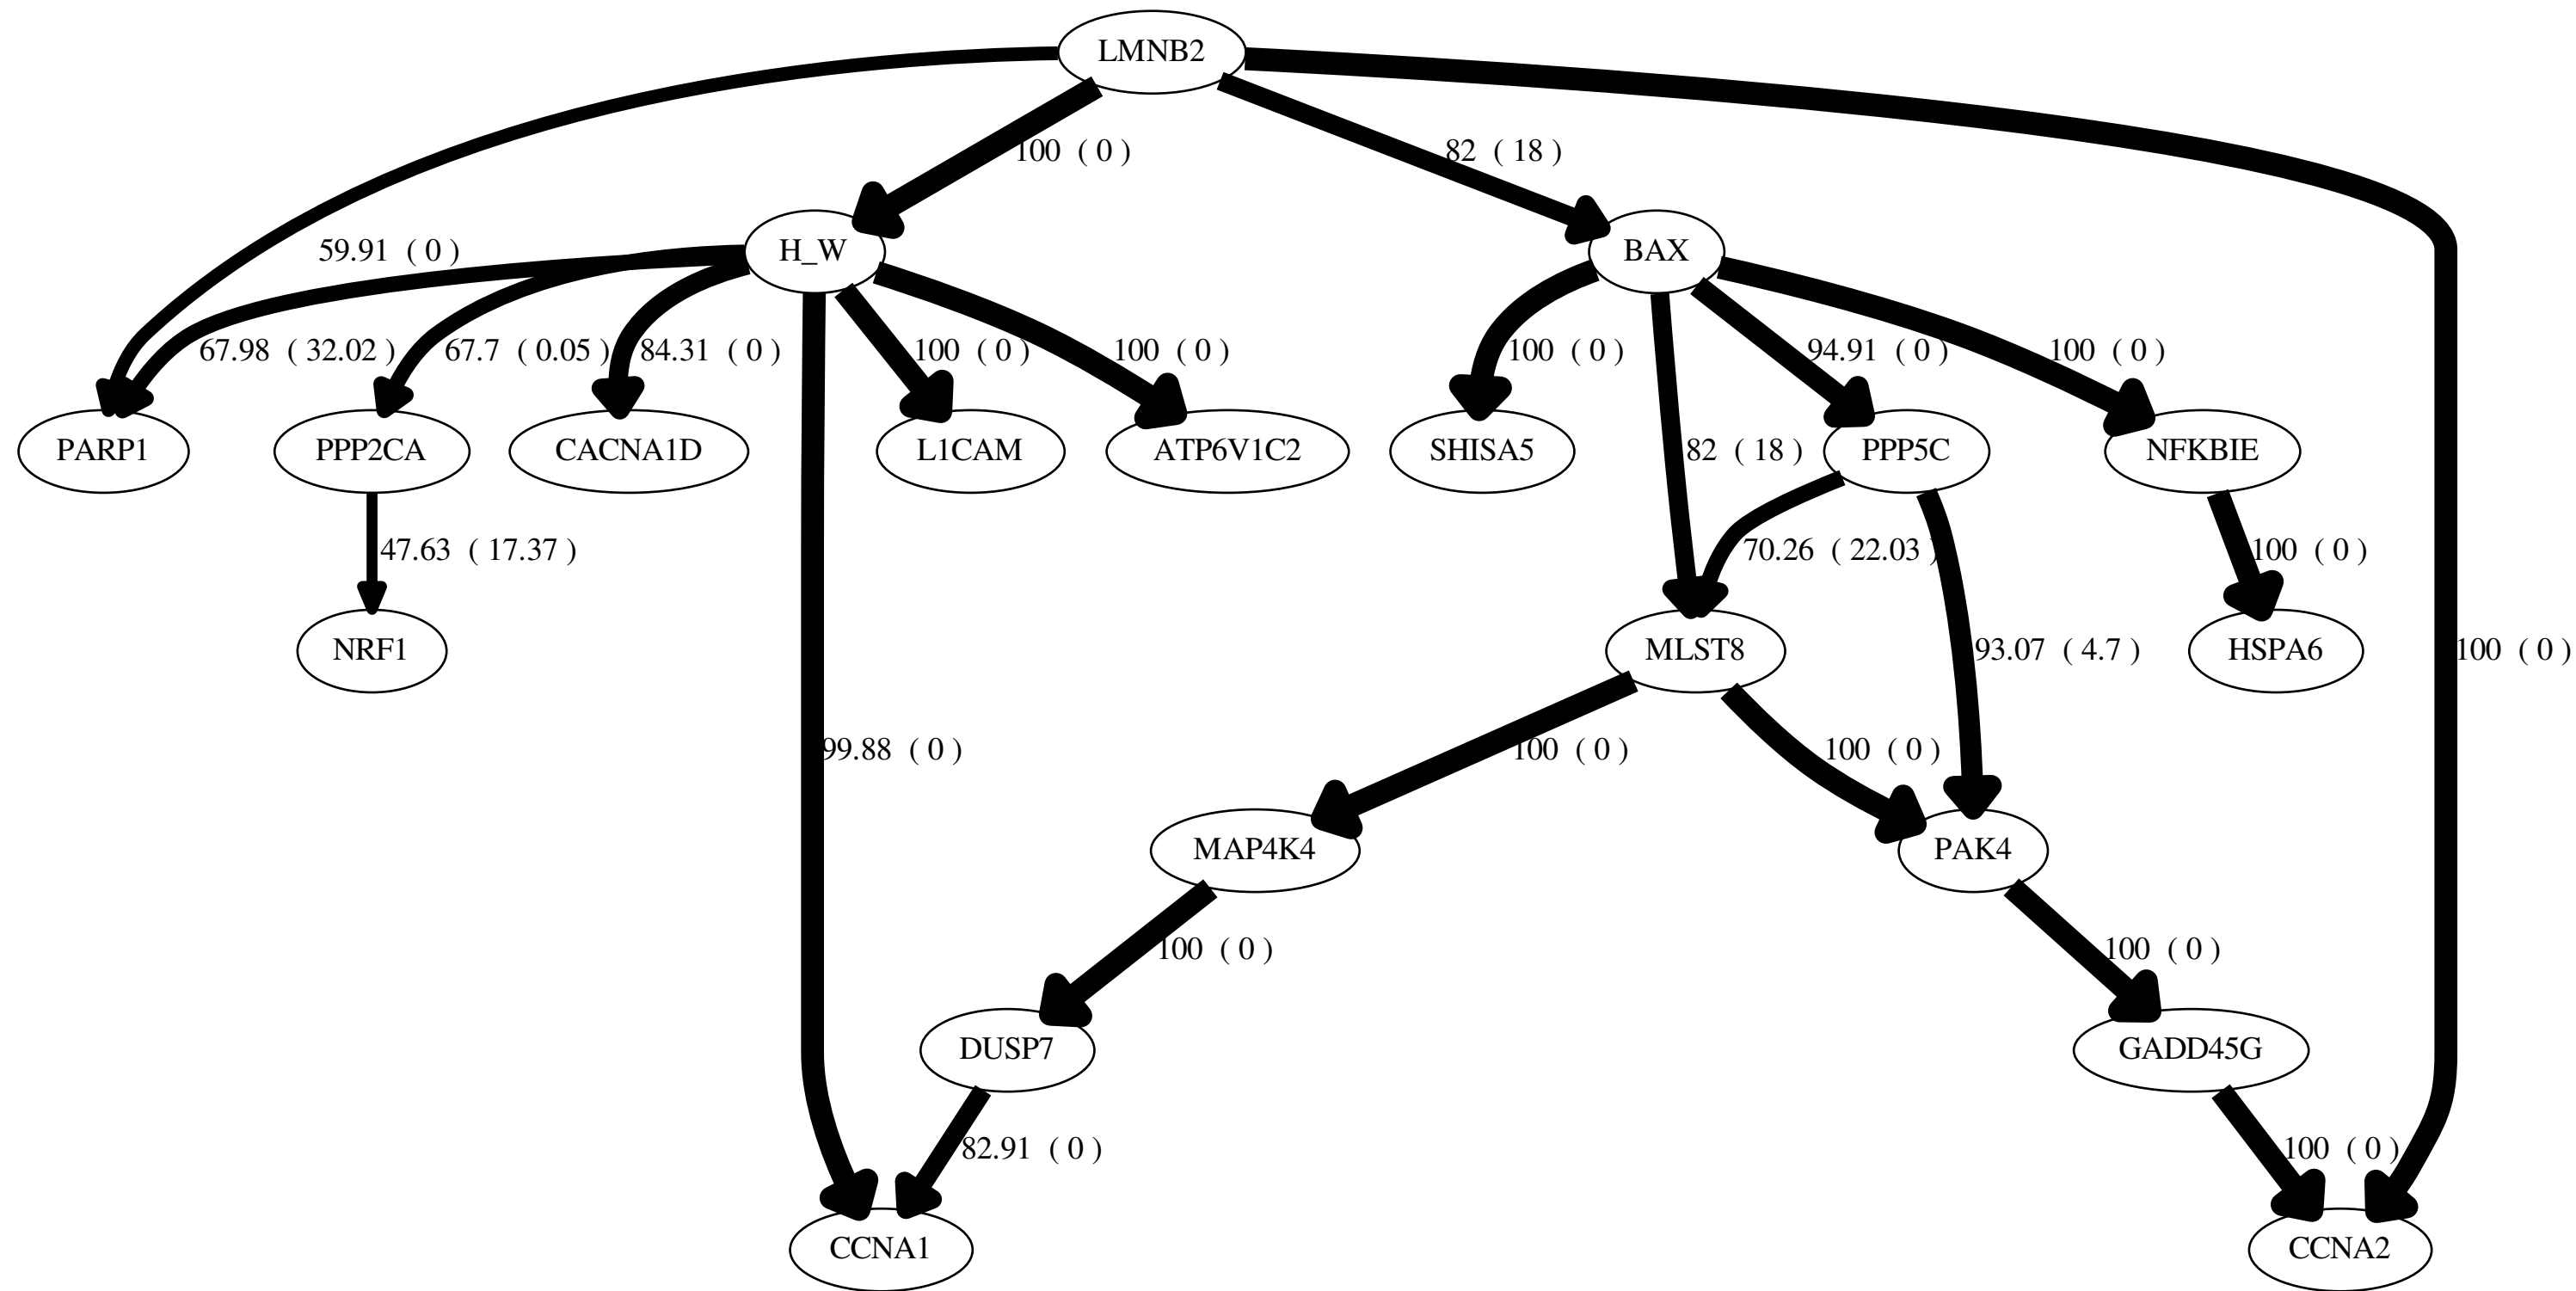 LMNB2
100 ( 0 )
82 ( 18 )
59.91 ( 0 )
H_W
BAX
67.98 ( 32.02 )
67.7 ( 0.05 )
84.31 ( 0 )
100 ( 0 )
100 ( 0 )
100 ( 0 )
94.91 ( 0 )
100 ( 0 )
PARP1
PPP2CA
CACNA1D
L1CAM
ATP6V1C2
SHISA5
82 ( 18 )
PPP5C
NFKBIE
47.63 ( 17.37 )
70.26 ( 22.03 )
100 ( 0 )
NRF1
MLST8
93.07 ( 4.7 )
HSPA6
100 ( 0 )
99.88 ( 0 )
100 ( 0 )
100 ( 0 )
MAP4K4
PAK4
100 ( 0 )
100 ( 0 )
DUSP7
GADD45G
82.91 ( 0 )
100 ( 0 )
CCNA1
CCNA2